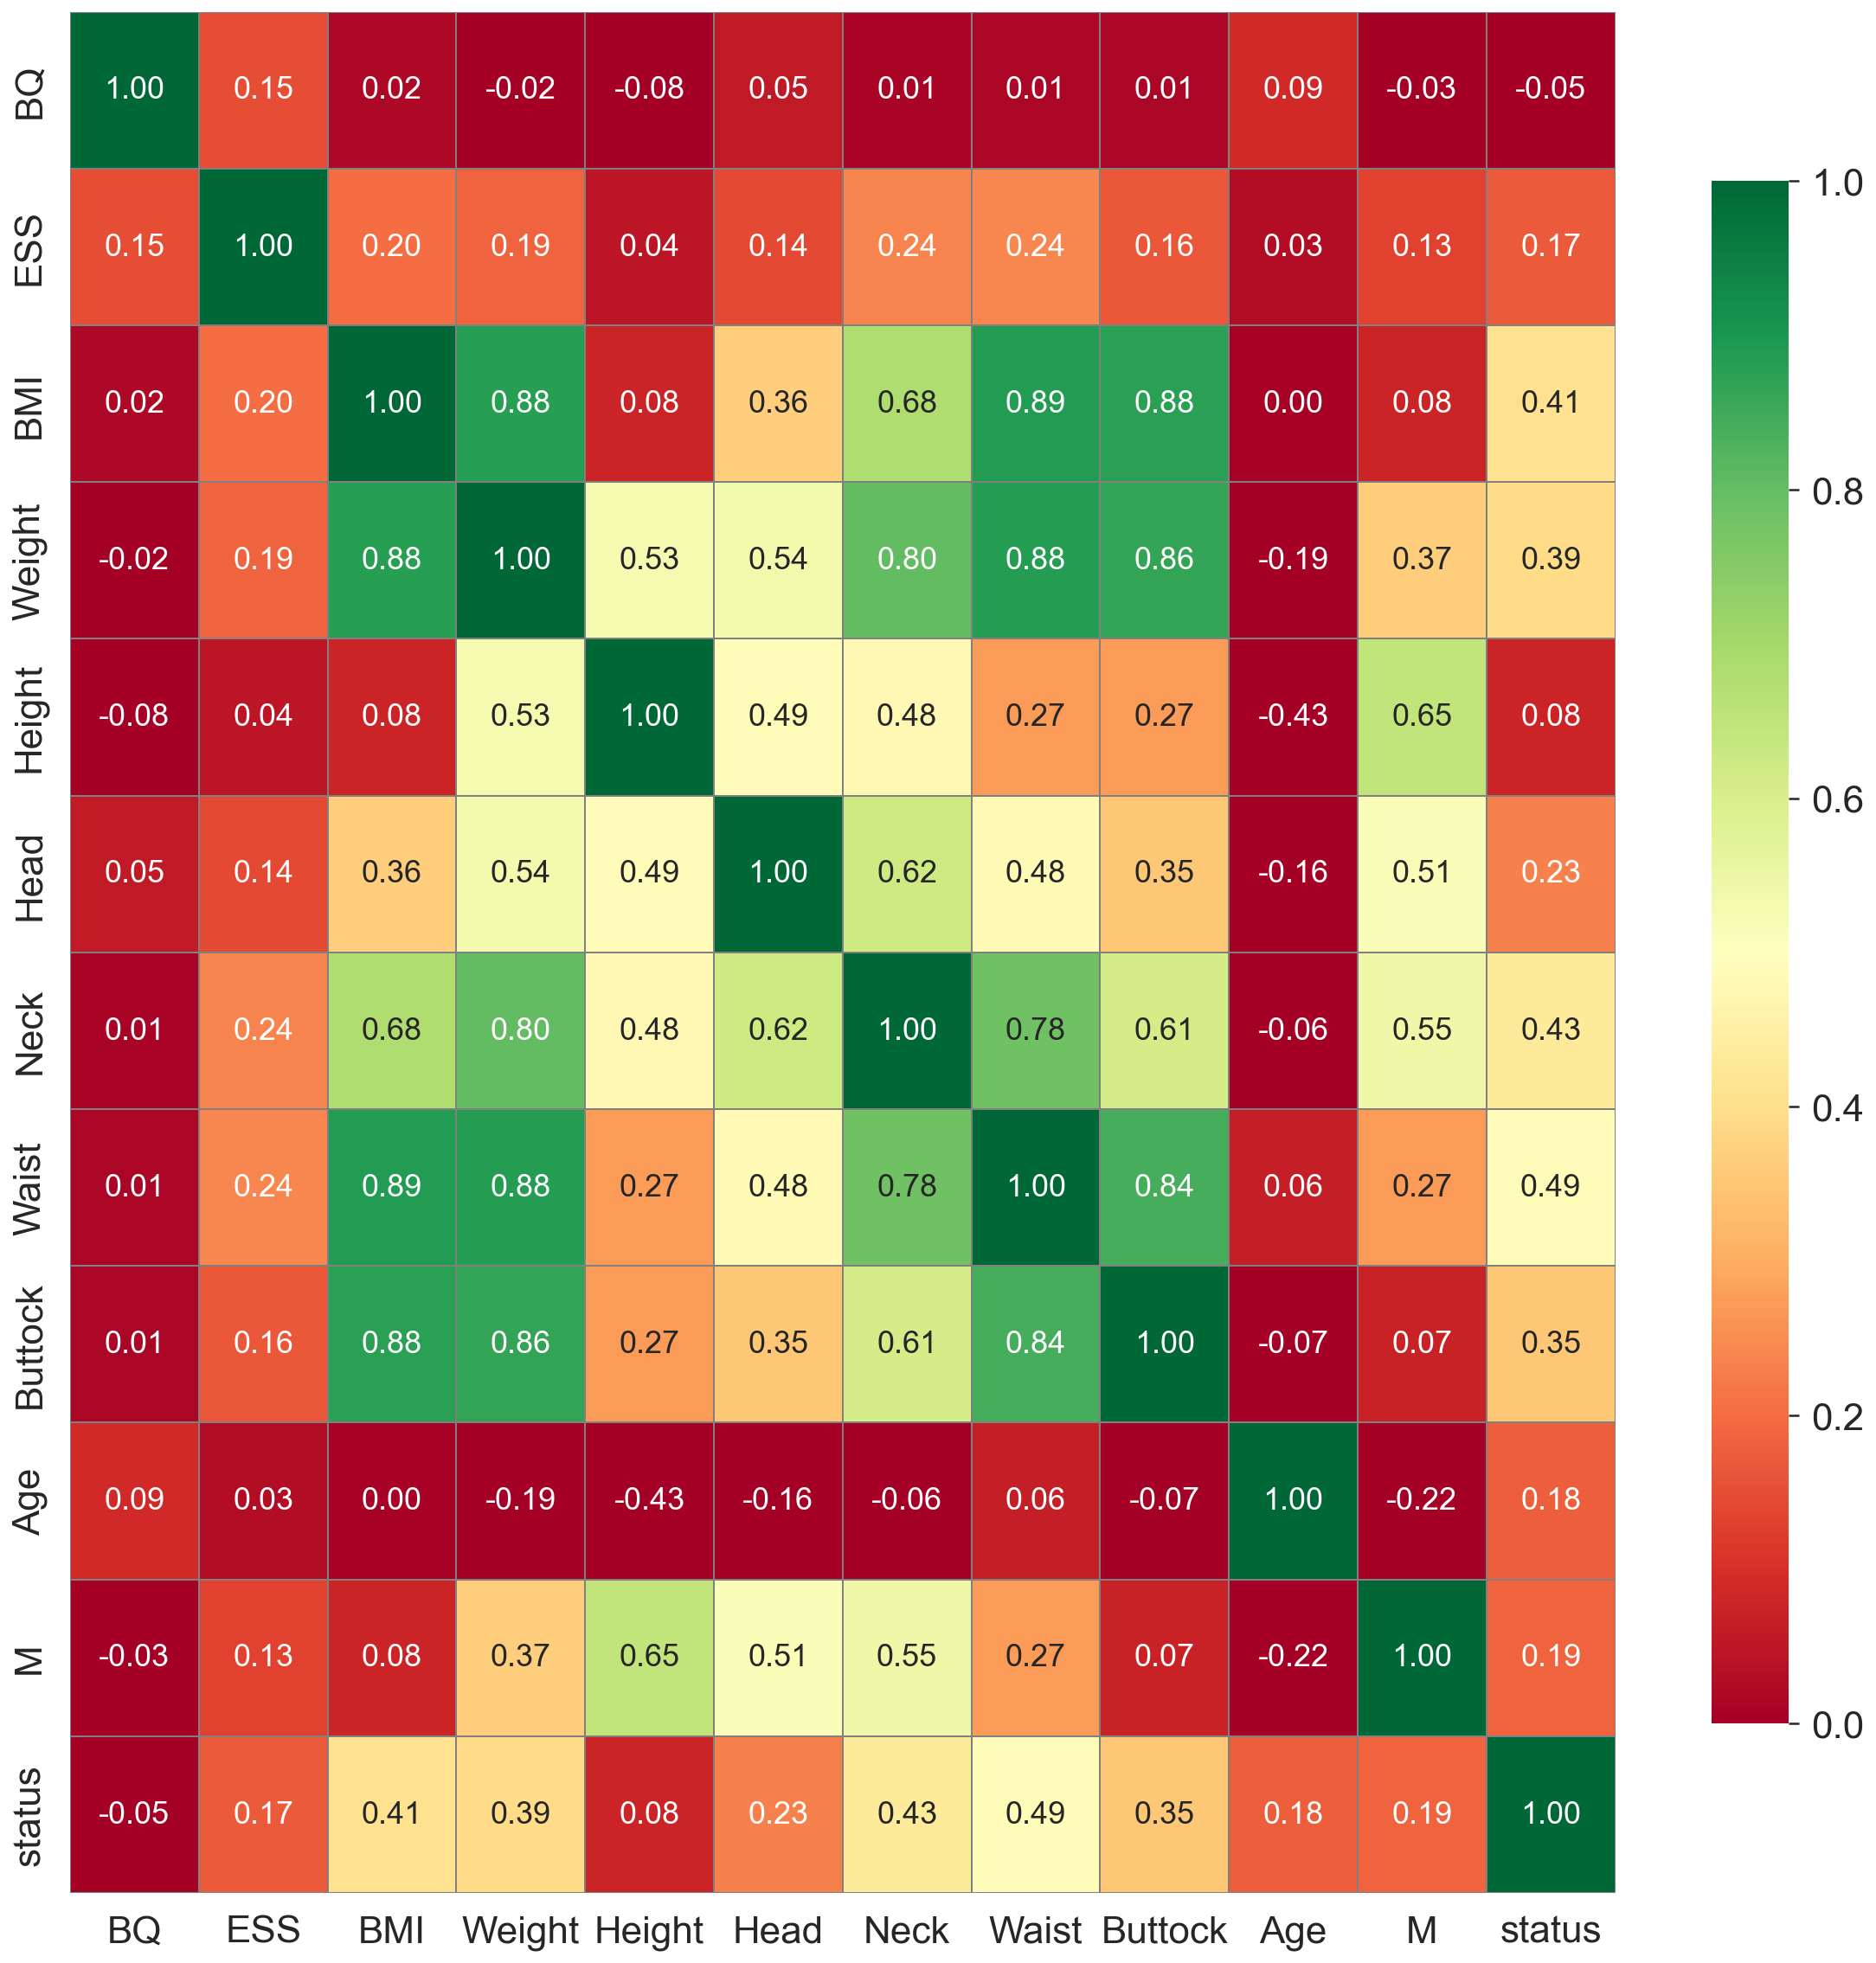 BQ 1.00 0.15 0.02 -0.02 -0.08 0.05 0.01 0.01 0.01 0.09 -0.03 -0.05
ESS 0.15 1.00 0.20 0.19 0.04 0.14 0.24 0.24 0.16 0.03 0.13 0.17
BMI 0.02 0.20 1.00 0.88 0.08 0.36 0.68 0.89 0.88 0.00 0.08 0.41
Weight -0.02 0.19 0.88 1.00 0.53 0.54 0.80 0.88 0.86 -0.19 0.37 0.39
Height -0.08 0.04 0.08 0.53 1.00 0.49 0.48 0.27 0.27 -0.43 0.65 0.08
Head 0.05 0.14 0.36 0.54 0.49 1.00 0.62 0.48 0.35 -0.16 0.51 0.23
Neck 0.01 0.24 0.68 0.80 0.48 0.62 1.00 0.78 0.61 -0.06 0.55 0.43
Waist 0.01 0.24 0.89 0.88 0.27 0.48 0.78 1.00 0.84 0.06 0.27 0.49
Buttock 0.01 0.16 0.88 0.86 0.27 0.35 0.61 0.84 1.00 -0.07 0.07 0.35
Age 0.09 0.03 0.00 -0.19 -0.43 -0.16 -0.06 0.06 -0.07 1.00 -0.22 0.18
M -0.03 0.13 0.08 0.37 0.65 0.51 0.55 0.27 0.07 -0.22 1.00 0.19
status -0.05 0.17 0.41 0.39 0.08 0.23 0.43 0.49 0.35 0.18 0.19 1.00
BQ ESS BMI Weight Height Head Neck Waist Buttock Age M status
1.0
0.8
0.6
0.4
0.2
0.0